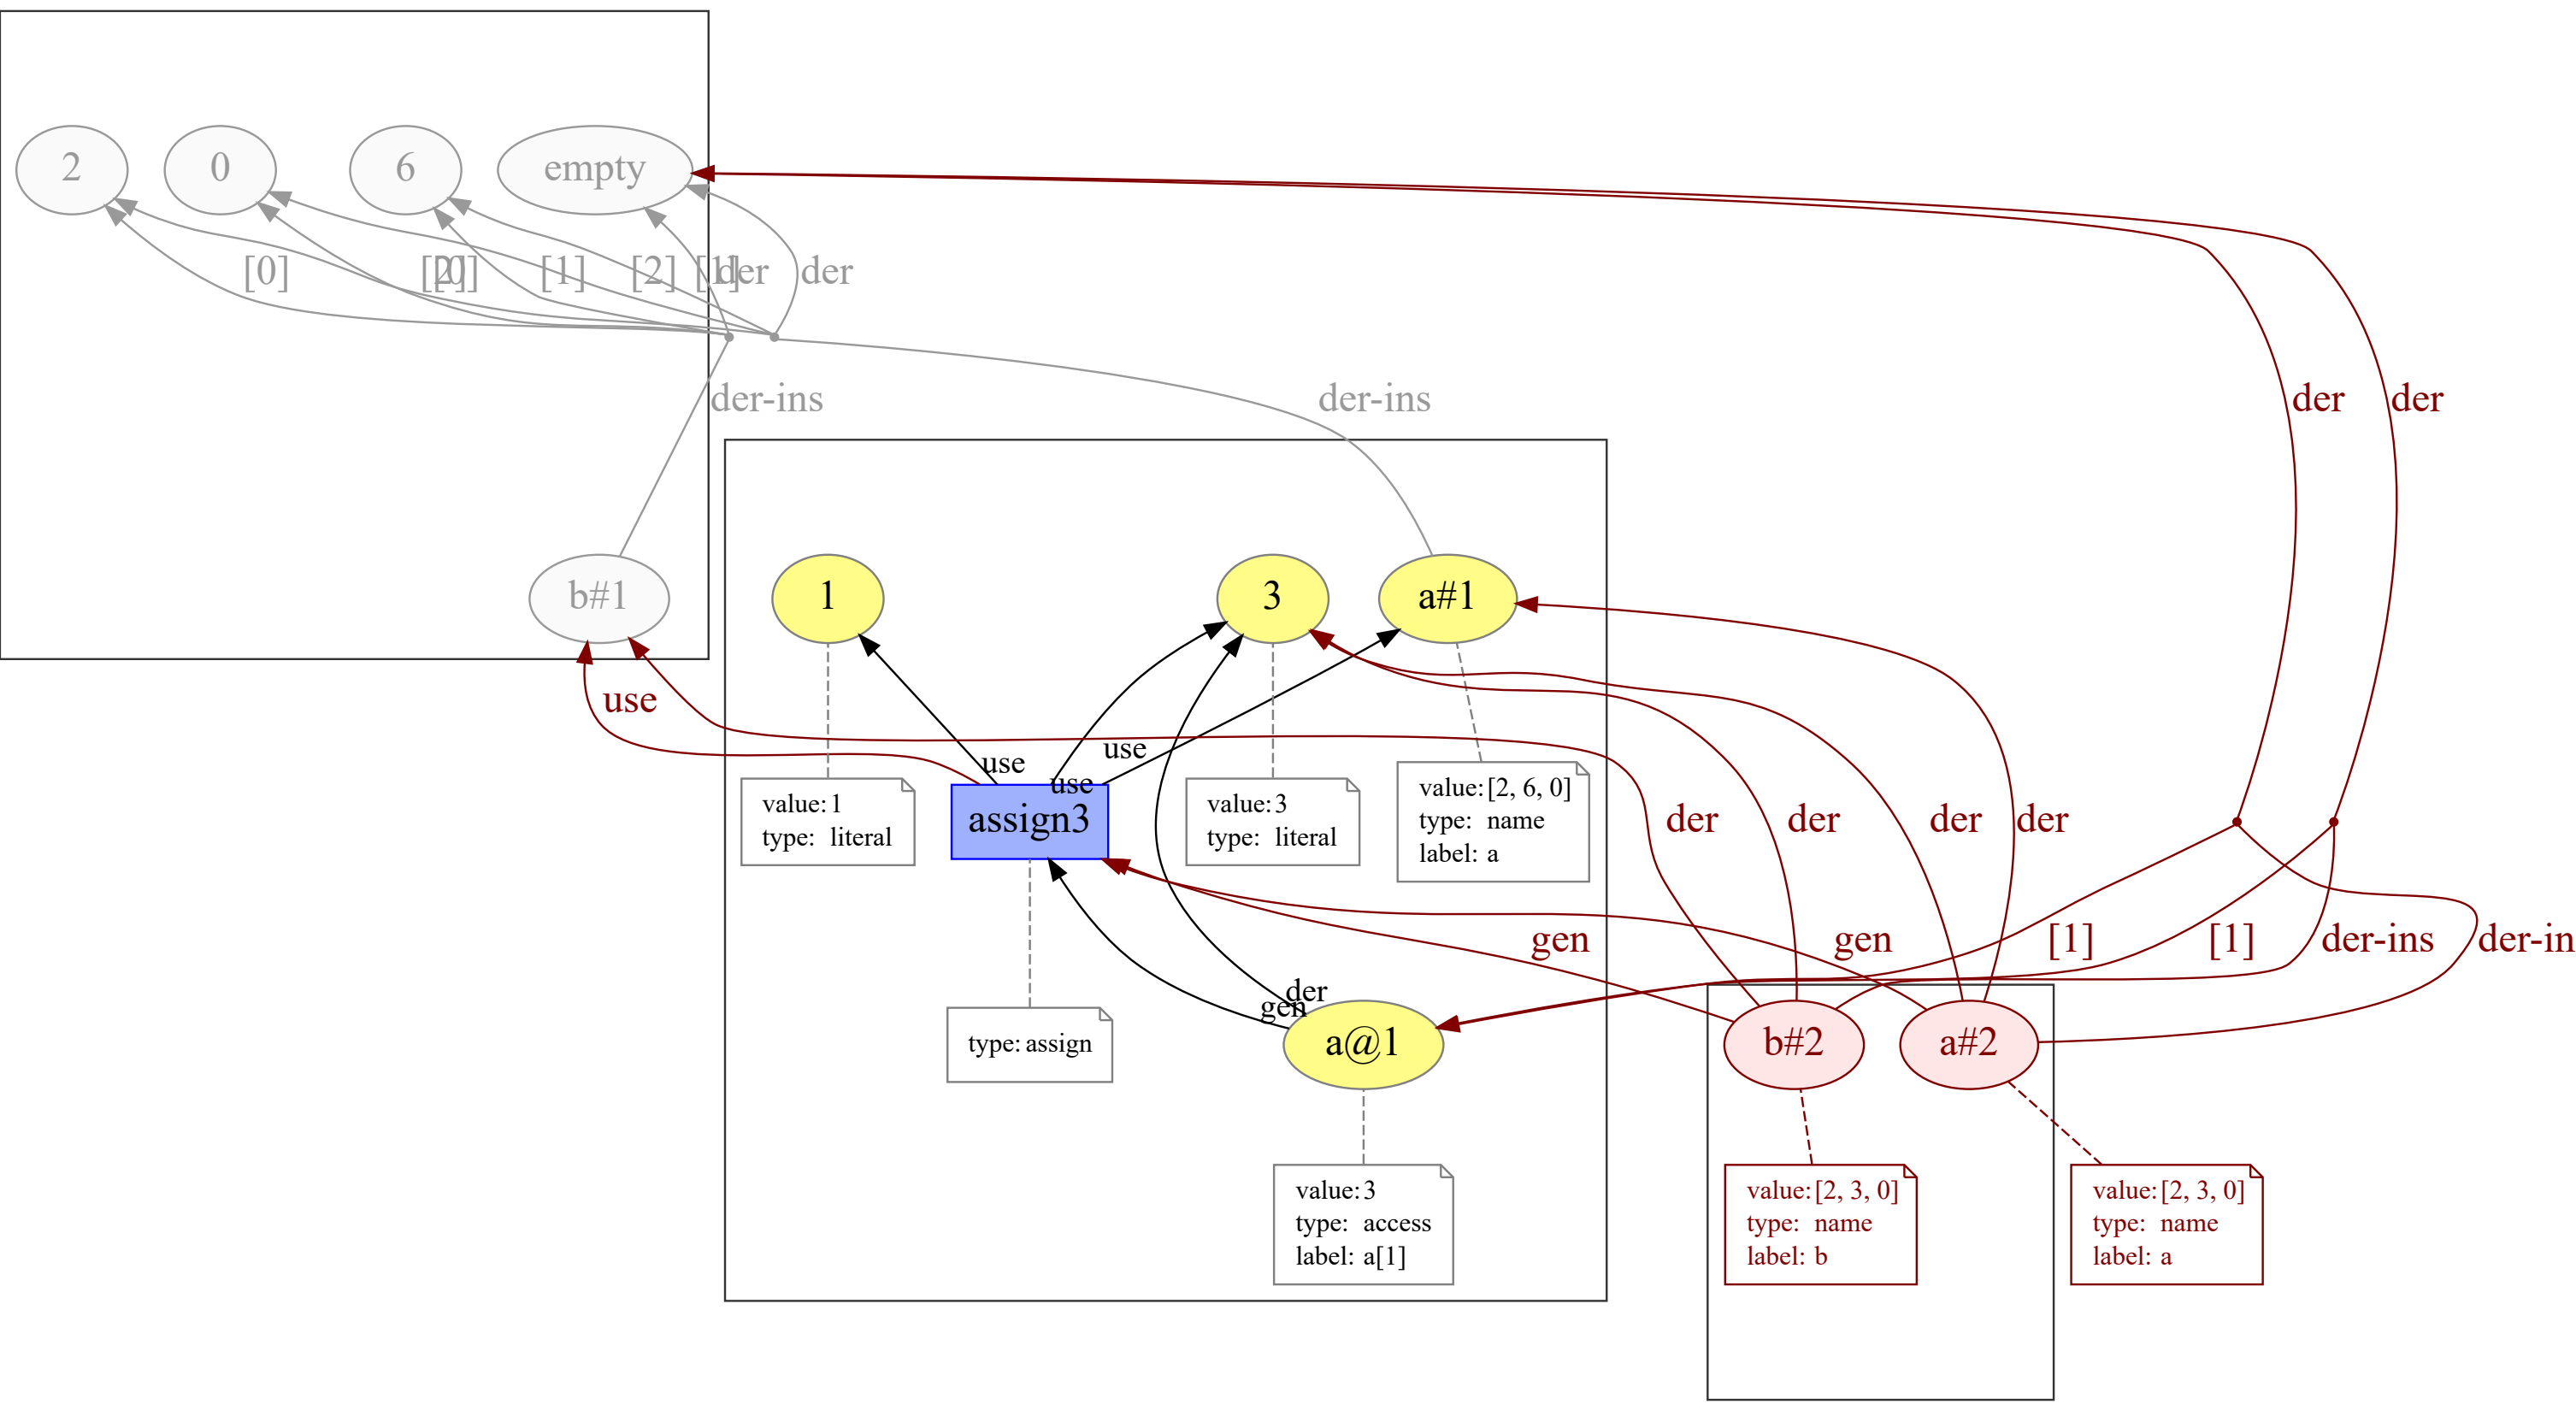 2
0
6
empty
[0]
[2]
[0]
[1]
[2]
[1]
der
der
der-ins
der-ins
der
der
b#1
1
3
a#1
use
use
use
use
value: 1
type: literal
assign3
value: 3
type: literal
value: [2, 6, 0]
type: name
label: a
der
der
der
der
gen
gen
[1]
[1]
der-ins
der-in
der
gen
type: assign
a@1
b#2
a#2
value: 3
type: access
label: a[1]
value: [2, 3, 0]
type: name
label: b
value: [2, 3, 0]
type: name
label: a